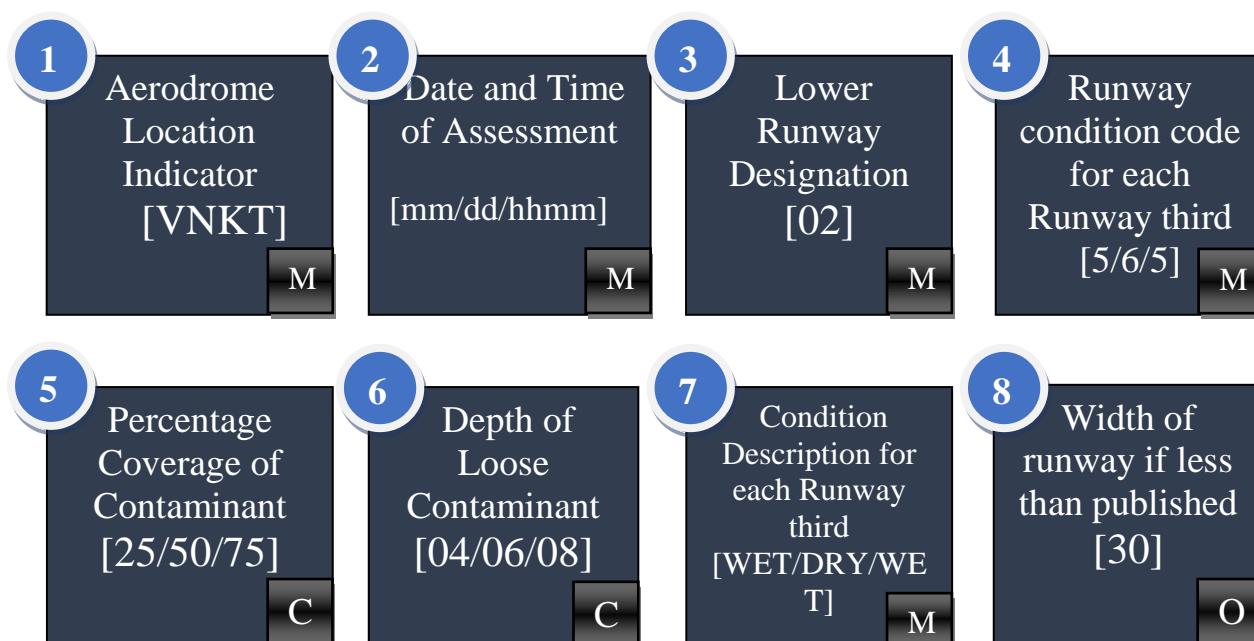 1
Aerodrome
Location
Indicator
[VNKT]
M
2
Date and Time
of Assessment
[mm/dd/hhmm]
M
3
Lower
Runway
Designation
[02]
M
4
Runway
condition code
for each
Runway third
[5/6/5]
M
5
Percentage
Coverage of
Contaminant
[25/50/75]
C
6
Depth of
Loose
Contaminant
[04/06/08]
C
7
Condition
Description for
each Runway
third
[WET/DRY/WE
T]
M
8
Width of
runway if less
than published
[30]
O